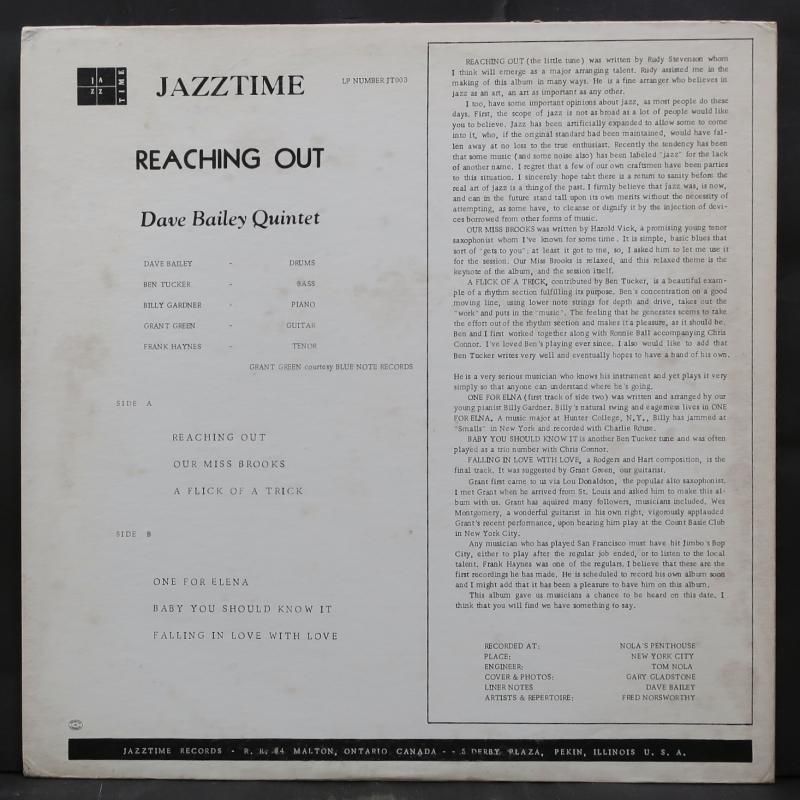 JAZZ
TIME
JAZZTIME
LP NUMBER JT003
REACHING OUT
Dave Bailey Quintet
DAVE BAILEY - DRUMS
BEN TUCKER - BASS
BILLY GARDNER - PIANO
GRANT GREEN - GUITAR
FRANK HAYNES - TENOR
GRANT GREEN courtesy BLUE NOTE RECORDS
SIDE A
REACHING OUT
OUR MISS BROOKS
A FLICK OF A TRICK
SIDE B
ONE FOR ELENA
BABY YOU SHOULD KNOW IT
FALLING IN LOVE WITH LOVE
REACHING OUT (the little tune) was written by Rudy Stevenson whom
I think will emerge as a major arranging talent. Rudy assisted me in the
making of this album in many ways. He is a fine arranger who believes in
jazz as an art, an art as important as any other.
I too, have some important opinions about jazz, as most people do these
days. First, the scope of jazz is not as broad as a lot of people would like
you to believe. Jazz has been artificially expanded to allow some to come
into it, who, if the original standard had been maintained, would have fal-
len away at no loss to the true enthusiast. Recently the tendency has been
that some music (and some noise also) has been labeled "jazz" for the lack
of another name. I regret that a few of our own craftsmen have been parties
to this situation. I sincerely hope taht there is a return to sanity before the
real art of jazz is a thing of the past. I firmly believe that Jazz was, is now,
and can in the future stand tall upon its own merits without the necessity of
attempting, as some have, to cleanse or dignify it by the injection of devi-
ces borrowed from other forms of music.
OUR MISS BROOKS was written by Harold Vick, a promising young tenor
saxophonist whom I've known for some time. It is simple, basic blues that
sort of "gets to you"; at least it got to me, so, I asked him to let me use it
for the session. Our Miss Brooks is relaxed, and this relaxed theme is the
keynote of the album, and the session itself.
A FLICK OF A TRICK, contributed by Ben Tucker, is a beautiful exam-
ple of a rhythm section fulfilling its purpose. Ben's concentration on a good
moving line, using lower note strings for depth and drive, takes out the
"work" and puts in the "music". The feeling that he generates seems to take
the effort out of the rhythm section and makes it a pleasure, as it should be.
Ben and I first worked together along with Ronnie Ball accompanying Chris
Connor. I've loved Ben's playing ever since. I also would like to add that
Ben Tucker writes very well and eventually hopes to have a band of his own.
He is a very serious musician who knows his instrument and yet plays it very
simply so that anyone can understand where he's going.
ONE FOR ELNA (first track of side two) was written and arranged by our
young pianist Billy Gardner. Billy's natural swing and eagerness lives in ONE
FOR ELNA. A music major at Hunter College, N.Y., Billy has jammed at
"Smalls" in New York and recorded with Charlie Rouse.
BABY YOU SHOULD KNOW IT is another Ben Tucker tune and was often
played as a trio number with Chris Connor.
FALLING IN LOVE WITH LOVE, a Rodgers and Hart composition, is the
final track. It was suggested by Grant Green, our guitarist.
Grant first came to us via Lou Donaldson, the popular alto saxophonist.
I met Grant when he arrived from St. Louis and asked him to make this al-
bum with us. Grant has aquired many followers, musicians included. Wes
Montgomery, a wonderful guitarist in his own right, vigorously applauded
Grant's recent performance, upon hearing him play at the Count Basie Club
in New York City.
Any musician who has played San Francisco must have hit Jimbo's Bop
City, either to play after the regular job ended, or to listen to the local
talent. Frank Haynes was one of the regulars. I believe that these are the
first recordings he has made. He is scheduled to record his own album soon
and I might add that it has been a pleasure to have him on this album.
This album gave us musicians a chance to be heard on this date. I
think that you will find we have something to say.
RECORDED AT: NOLA'S PENTHOUSE
PLACE: NEW YORK CITY
ENGINEER: TOM NOLA
COVER & PHOTOS: GARY GLADSTONE
LINER NOTES DAVE BAILEY
ARTISTS & REPERTOIRE: FRED NORSWORTHY
JAZZTIME RECORDS - R. R. #4 MALTON, ONTARIO CANADA - - 5 DERBY PLAZA, PEKIN, ILLINOIS U. S. A.